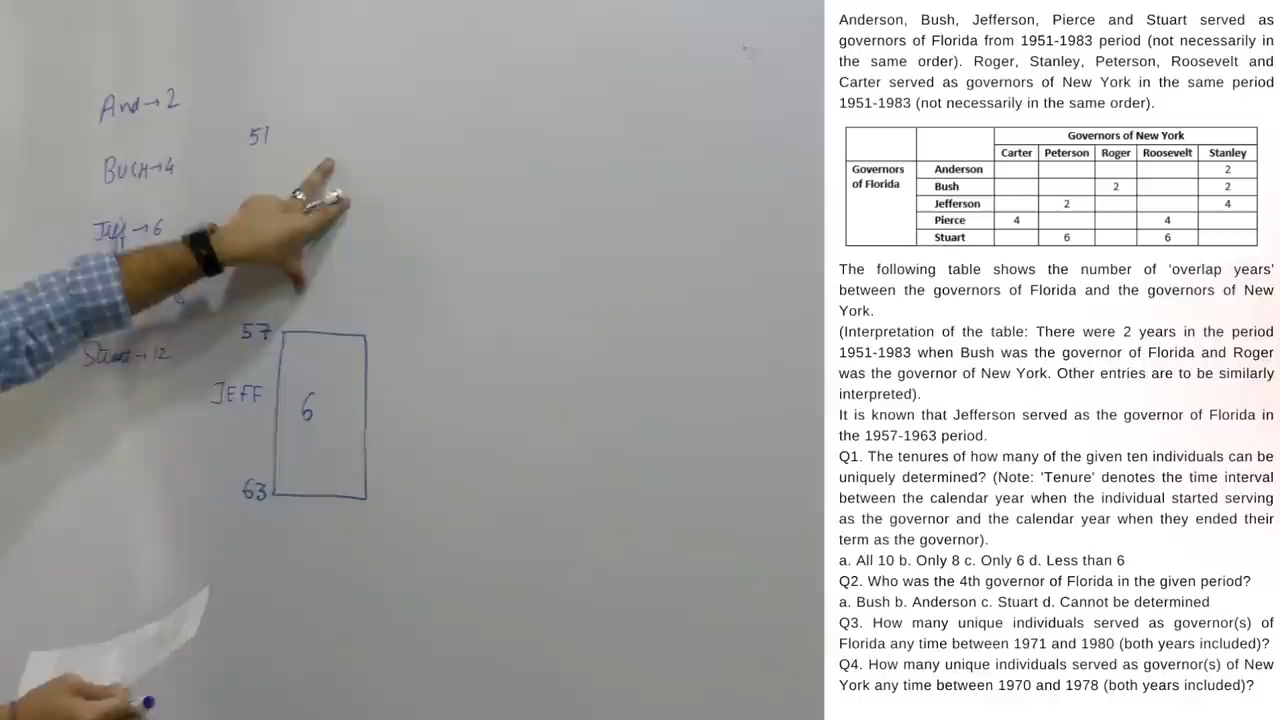 And→2
51
BUSH→4
Jeff→6
57
Stuart→12
JEFF
6
63
Anderson, Bush, Jefferson, Pierce and Stuart served as
governors of Florida from 1951-1983 period (not necessarily in
the same order). Roger, Stanley, Peterson, Roosevelt and
Carter served as governors of New York in the same period
1951-1983 (not necessarily in the same order).
Governors of New York
Carter Peterson Roger Roosevelt Stanley
Governors Anderson 2
of Florida Bush 2 2
Jefferson 2 4
Pierce 4 4
Stuart 6 6
The following table shows the number of 'overlap years'
between the governors of Florida and the governors of New
York.
(Interpretation of the table: There were 2 years in the period
1951-1983 when Bush was the governor of Florida and Roger
was the governor of New York. Other entries are to be similarly
interpreted).
It is known that Jefferson served as the governor of Florida in
the 1957-1963 period.
Q1. The tenures of how many of the given ten individuals can be
uniquely determined? (Note: 'Tenure' denotes the time interval
between the calendar year when the individual started serving
as the governor and the calendar year when they ended their
term as the governor).
a. All 10 b. Only 8 c. Only 6 d. Less than 6
Q2. Who was the 4th governor of Florida in the given period?
a. Bush b. Anderson c. Stuart d. Cannot be determined
Q3. How many unique individuals served as governor(s) of
Florida any time between 1971 and 1980 (both years included)?
Q4. How many unique individuals served as governor(s) of New
York any time between 1970 and 1978 (both years included)?